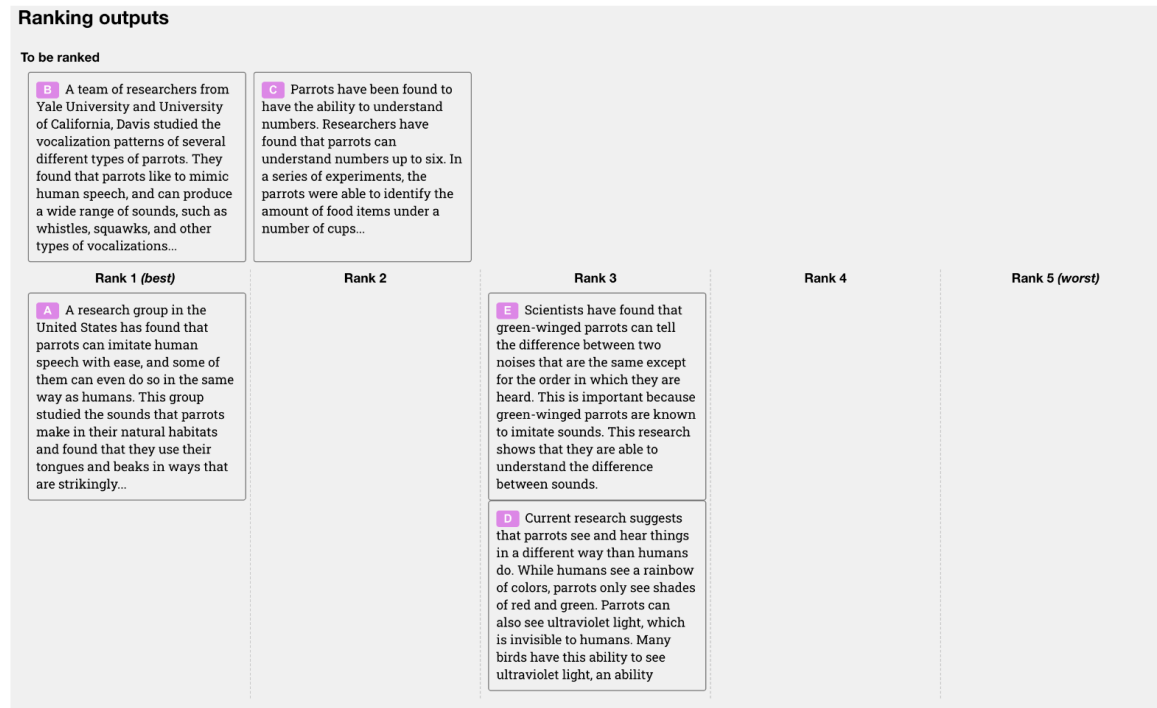 Ranking outputs
To be ranked
B A team of researchers from
Yale University and University
of California, Davis studied the
vocalization patterns of several
different types of parrots. They
found that parrots like to mimic
human speech, and can produce
a wide range of sounds, such as
whistles, squawks, and other
types of vocalizations...
C Parrots have been found to
have the ability to understand
numbers. Researchers have
found that parrots can
understand numbers up to six. In
a series of experiments, the
parrots were able to identify the
amount of food items under a
number of cups...
Rank 1 (best)
Rank 2
Rank 3
Rank 4
Rank 5 (worst)
A A research group in the
United States has found that
parrots can imitate human
speech with ease, and some of
them can even do so in the same
way as humans. This group
studied the sounds that parrots
make in their natural habitats
and found that they use their
tongues and beaks in ways that
are strikingly...
E Scientists have found that
green-winged parrots can tell
the difference between two
noises that are the same except
for the order in which they are
heard. This is important because
green-winged parrots are known
to imitate sounds. This research
shows that they are able to
understand the difference
between sounds.
D Current research suggests
that parrots see and hear things
in a different way than humans
do. While humans see a rainbow
of colors, parrots only see shades
of red and green. Parrots can
also see ultraviolet light, which
is invisible to humans. Many
birds have this ability to see
ultraviolet light, an ability